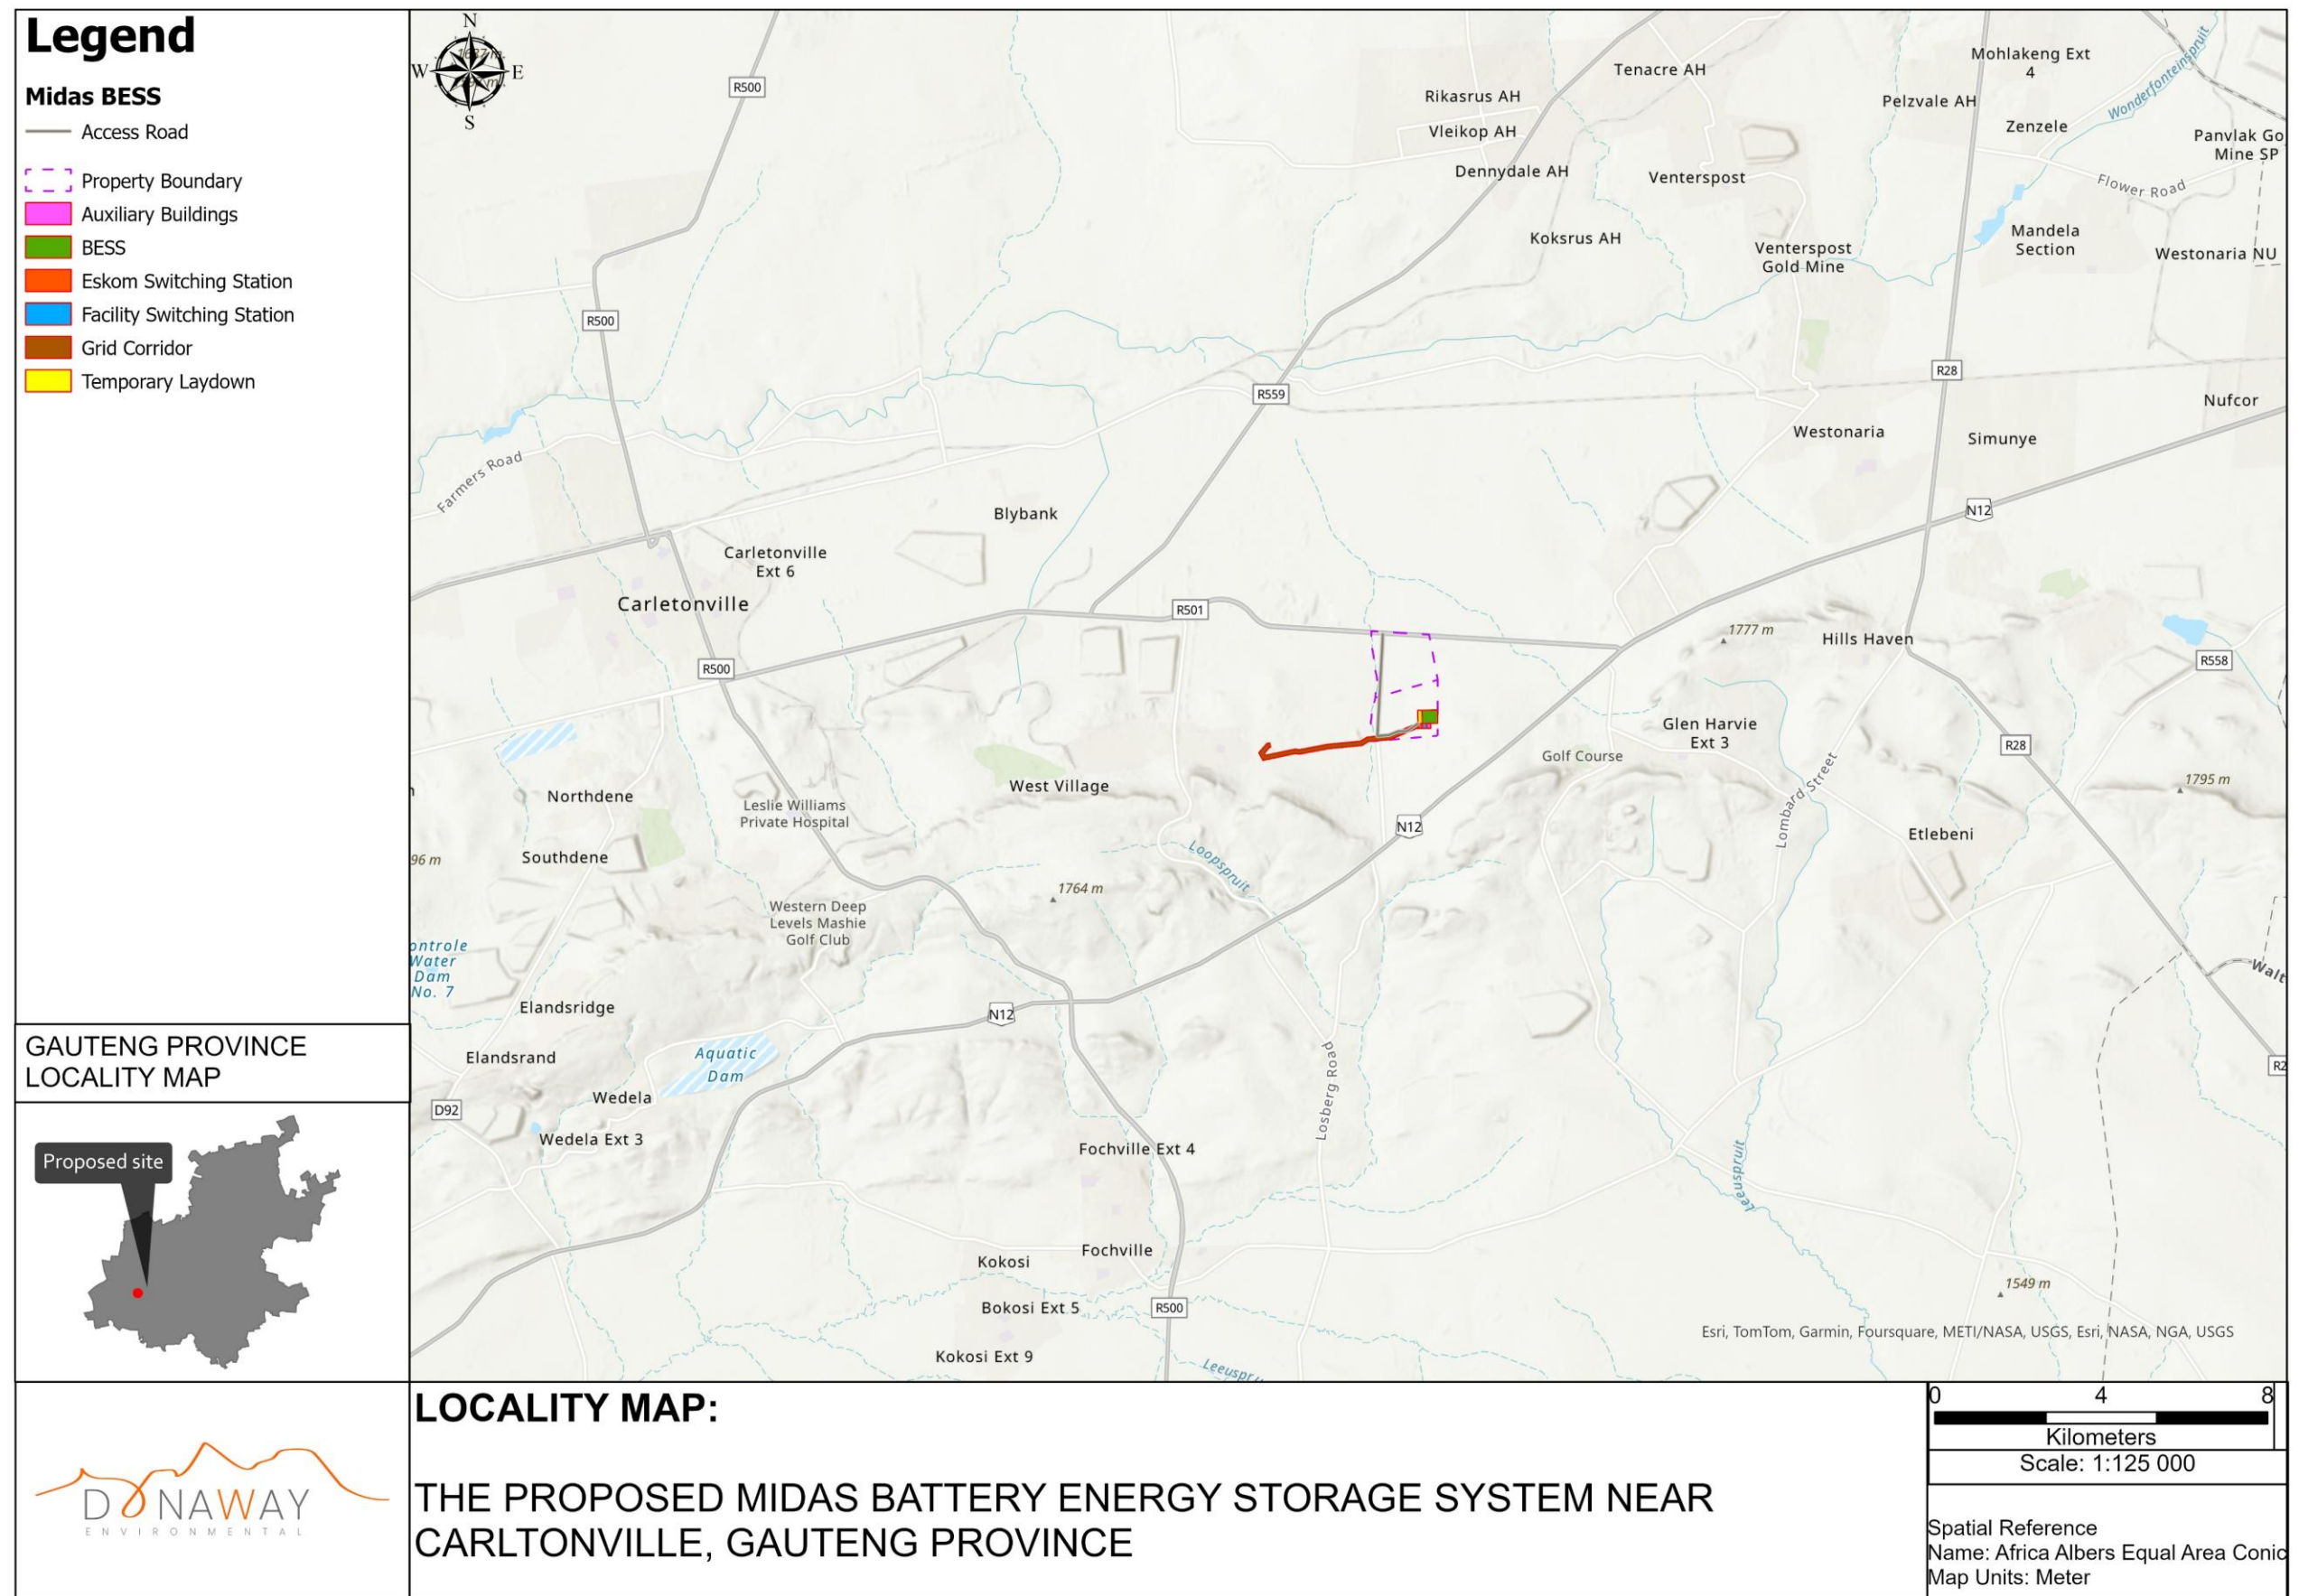 Legend
Midas BESS
Access Road
Property Boundary
Auxiliary Buildings
BESS
Eskom Switching Station
Facility Switching Station
Grid Corridor
Temporary Laydown
GAUTENG PROVINCE
LOCALITY MAP
Proposed site
DONAWAY
ENVIRONMENTAL
N
W
E
S
R500
Tenacre AH
Rikasrus AH
Vleikop AH
Dennydale AH
Venterspost
Koksrus AH
Venterspost
Gold Mine
Mohlakeng Ext
4
Pelzvale AH
Zenzele
Wonderfonteinspruit
Panvlak Go
Mine SP
Flower Road
Mandela
Section
Westonaria NU
R500
R559
R28
Nufcor
Westonaria
Simunye
N12
Farmers Road
Blybank
Carletonville
Ext 6
Carletonville
R501
R500
1777 m
Hills Haven
R558
Glen Harvie
Ext 3
Golf Course
R28
Lombard Street
1795 m
West Village
Northdene
Leslie Williams
Private Hospital
Southdene
96 m
N12
Loopspruit
Etlebeni
1764 m
Western Deep
Levels Mashie
Golf Club
ontrole
Water
Dam
No. 7
Walt
Elandsridge
N12
Elandsrand
Aquatic
Dam
R2
Losberg Road
Wedela
D92
Wedela Ext 3
Fochville Ext 4
Leeuspruit
Fochville
Kokosi
1549 m
Bokosi Ext 5
R500
Kokosi Ext 9
Leeuspru
Esri, TomTom, Garmin, Foursquare, METI/NASA, USGS, Esri, NASA, NGA, USGS
LOCALITY MAP:
THE PROPOSED MIDAS BATTERY ENERGY STORAGE SYSTEM NEAR
CARLTONVILLE, GAUTENG PROVINCE
0 4 8
Kilometers
Scale: 1:125 000
Spatial Reference
Name: Africa Albers Equal Area Conic
Map Units: Meter